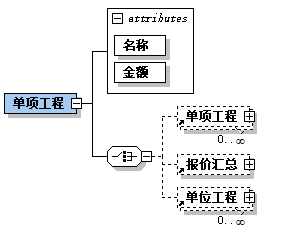 attributes
名称
金额
单项工程
单项工程
0..∞
报价汇总
单位工程
0..∞